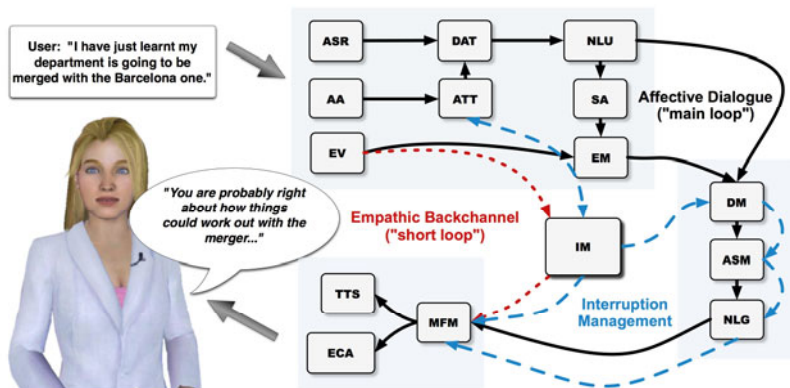 User: "I have just learnt my
department is going to be
merged with the Barcelona one."
ASR
DAT
NLU
AA
ATT
SA
Affective Dialogue
("main loop")
EV
EM
"You are probably right
about how things
could work out with the
merger..."
Empathic Backchannel
("short loop")
IM
DM
ASM
Interruption
Management
TTS
MFM
NLG
ECA